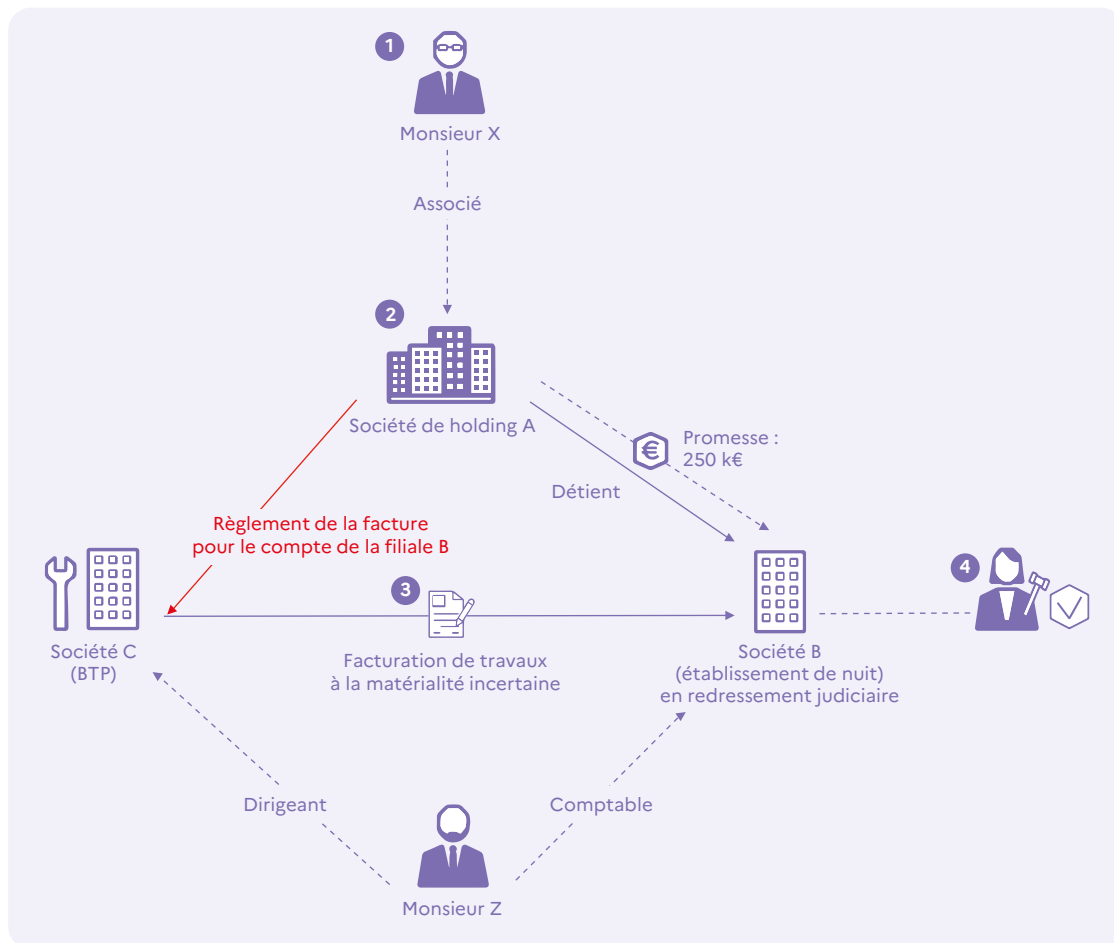 1
Monsieur X
Associé
2
Société de holding A
€
Promesse :
250 k€
Détient
Règlement de la facture
pour le compte de la filiale B
3
4
Société C
(BTP)
Facturation de travaux
à la matérialité incertaine
Société B
(établissement de nuit)
en redressement judiciaire
Dirigeant
Comptable
Monsieur Z